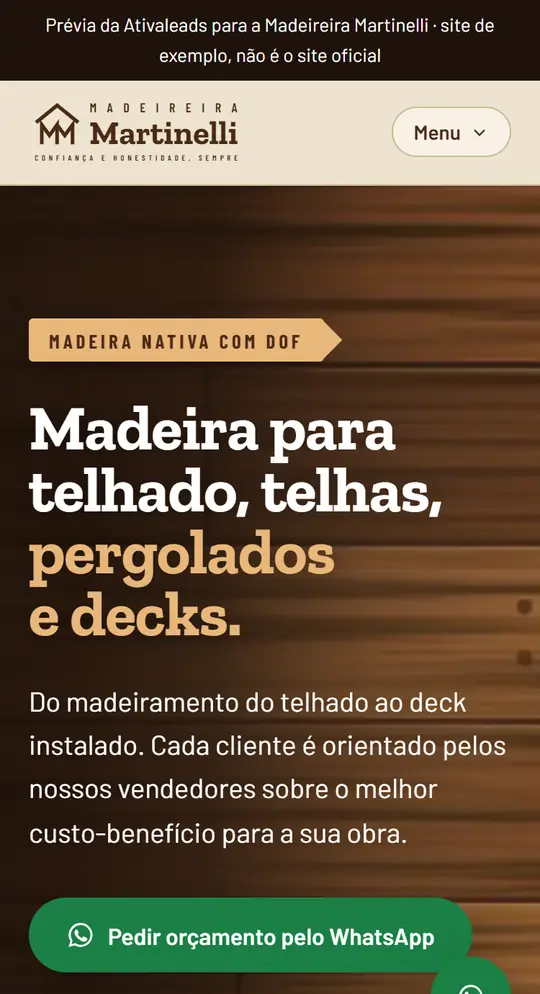 Prévia da Ativaleads para a Madeireira Martinelli · site de
exemplo, não é o site oficial
MADEIREIRA
Martinelli
CONFIANÇA E HONESTIDADE, SEMPRE
Menu
MADEIRA NATIVA COM DOF
Madeira para
telhado, telhas,
pergolados
e decks.
Do madeiramento do telhado ao deck
instalado. Cada cliente é orientado pelos
nossos vendedores sobre o melhor
custo-benefício para a sua obra.
Pedir orçamento pelo WhatsApp